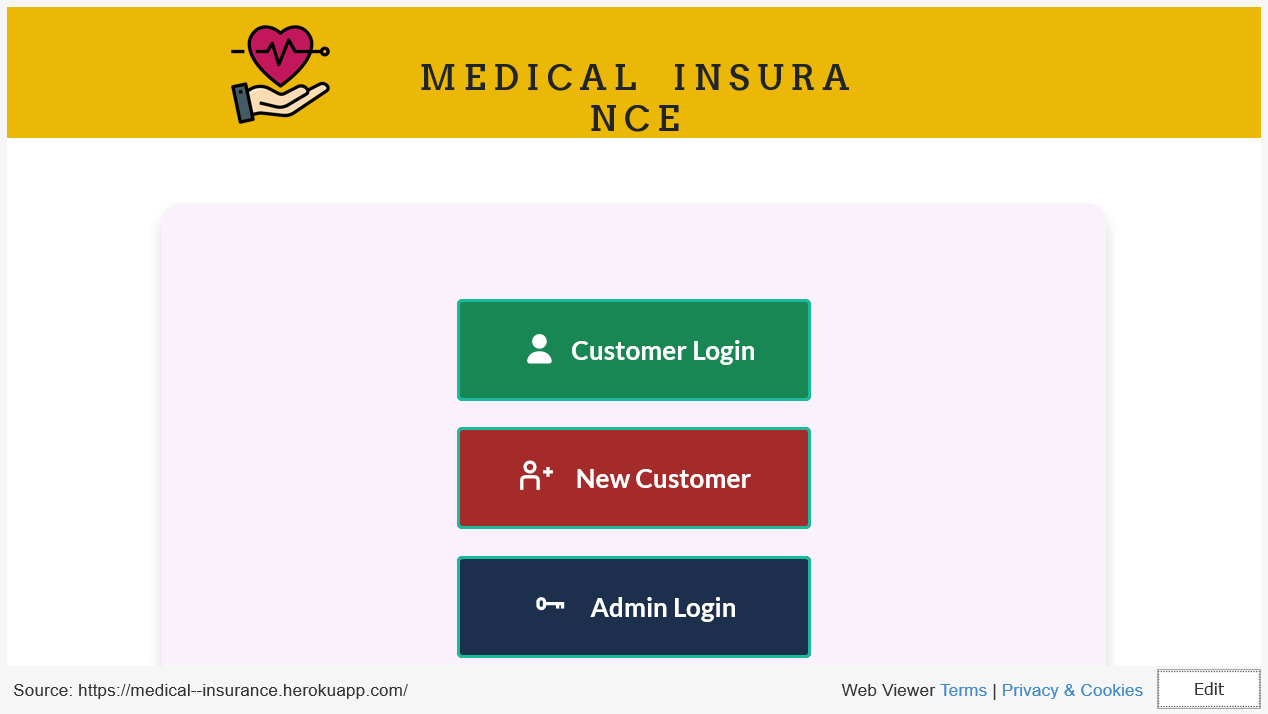 MEDICAL INSURA
NCE
Customer Login
New Customer
Admin Login
Source: https://medical--insurance.herokuapp.com/
Web Viewer Terms | Privacy & Cookies
Edit